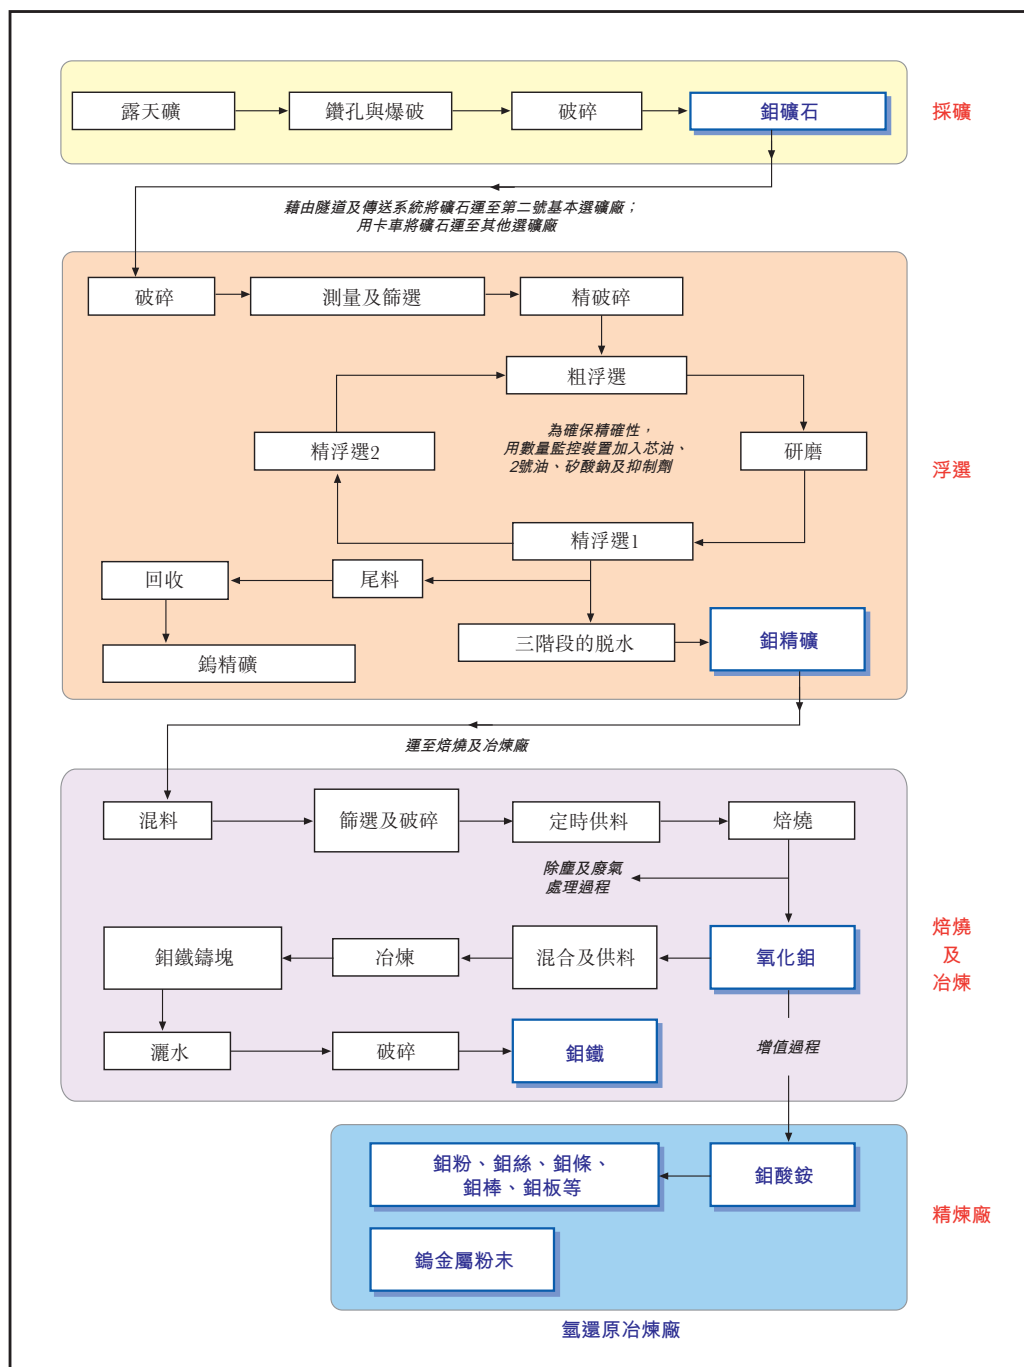 露天礦
鑽孔與爆破
破碎
鉬礦石
採礦
藉由隧道及傳送系統將礦石運至第二號基本選礦廠；
用卡車將礦石運至其他選礦廠
破碎
測量及篩選
精破碎
粗浮選
精浮選2
為確保精確性，
用數量監控裝置加入芯油、
2號油、矽酸鈉及抑制劑
研磨
浮選
精浮選1
回收
尾料
鎢精礦
三階段的脱水
鉬精礦
運至焙燒及冶煉廠
混料
篩選及破碎
定時供料
焙燒
除塵及廢氣
處理過程
鉬鐵鑄塊
冶煉
混合及供料
氧化鉬
焙燒
及
冶煉
灑水
破碎
鉬鐵
增值過程
鉬粉、鉬絲、鉬條、
鉬棒、鉬板等
鉬酸銨
精煉廠
鎢金屬粉末
氫還原冶煉廠